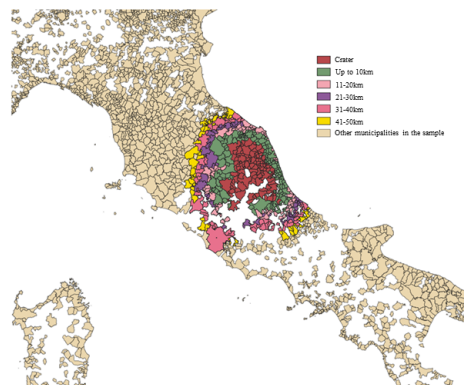 Crater
Up to 10km
11-20km
21-30km
31-40km
41-50km
Other municipalities in the sample